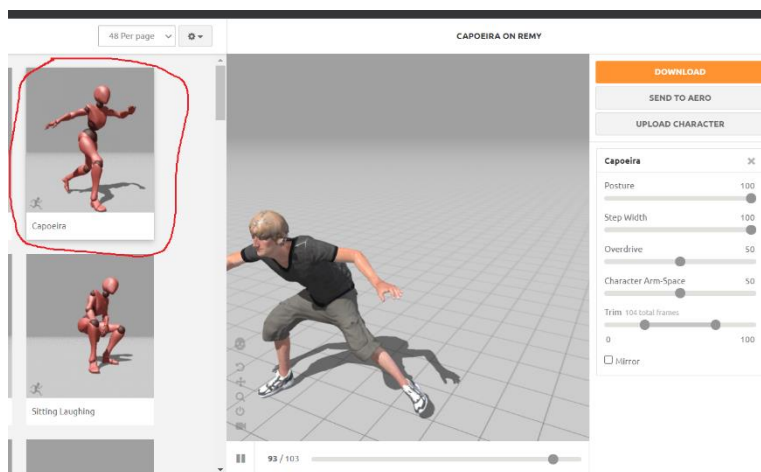 48 Per page
CAPOEIRA ON REMY
Capoeira
Sitting Laughing
93 / 103
DOWNLOAD
SEND TO AERO
UPLOAD CHARACTER
Capoeira
Posture 100
Step Width 100
Overdrive 50
Character Arm-Space 50
Trim 104 total frames
0 100
Mirror